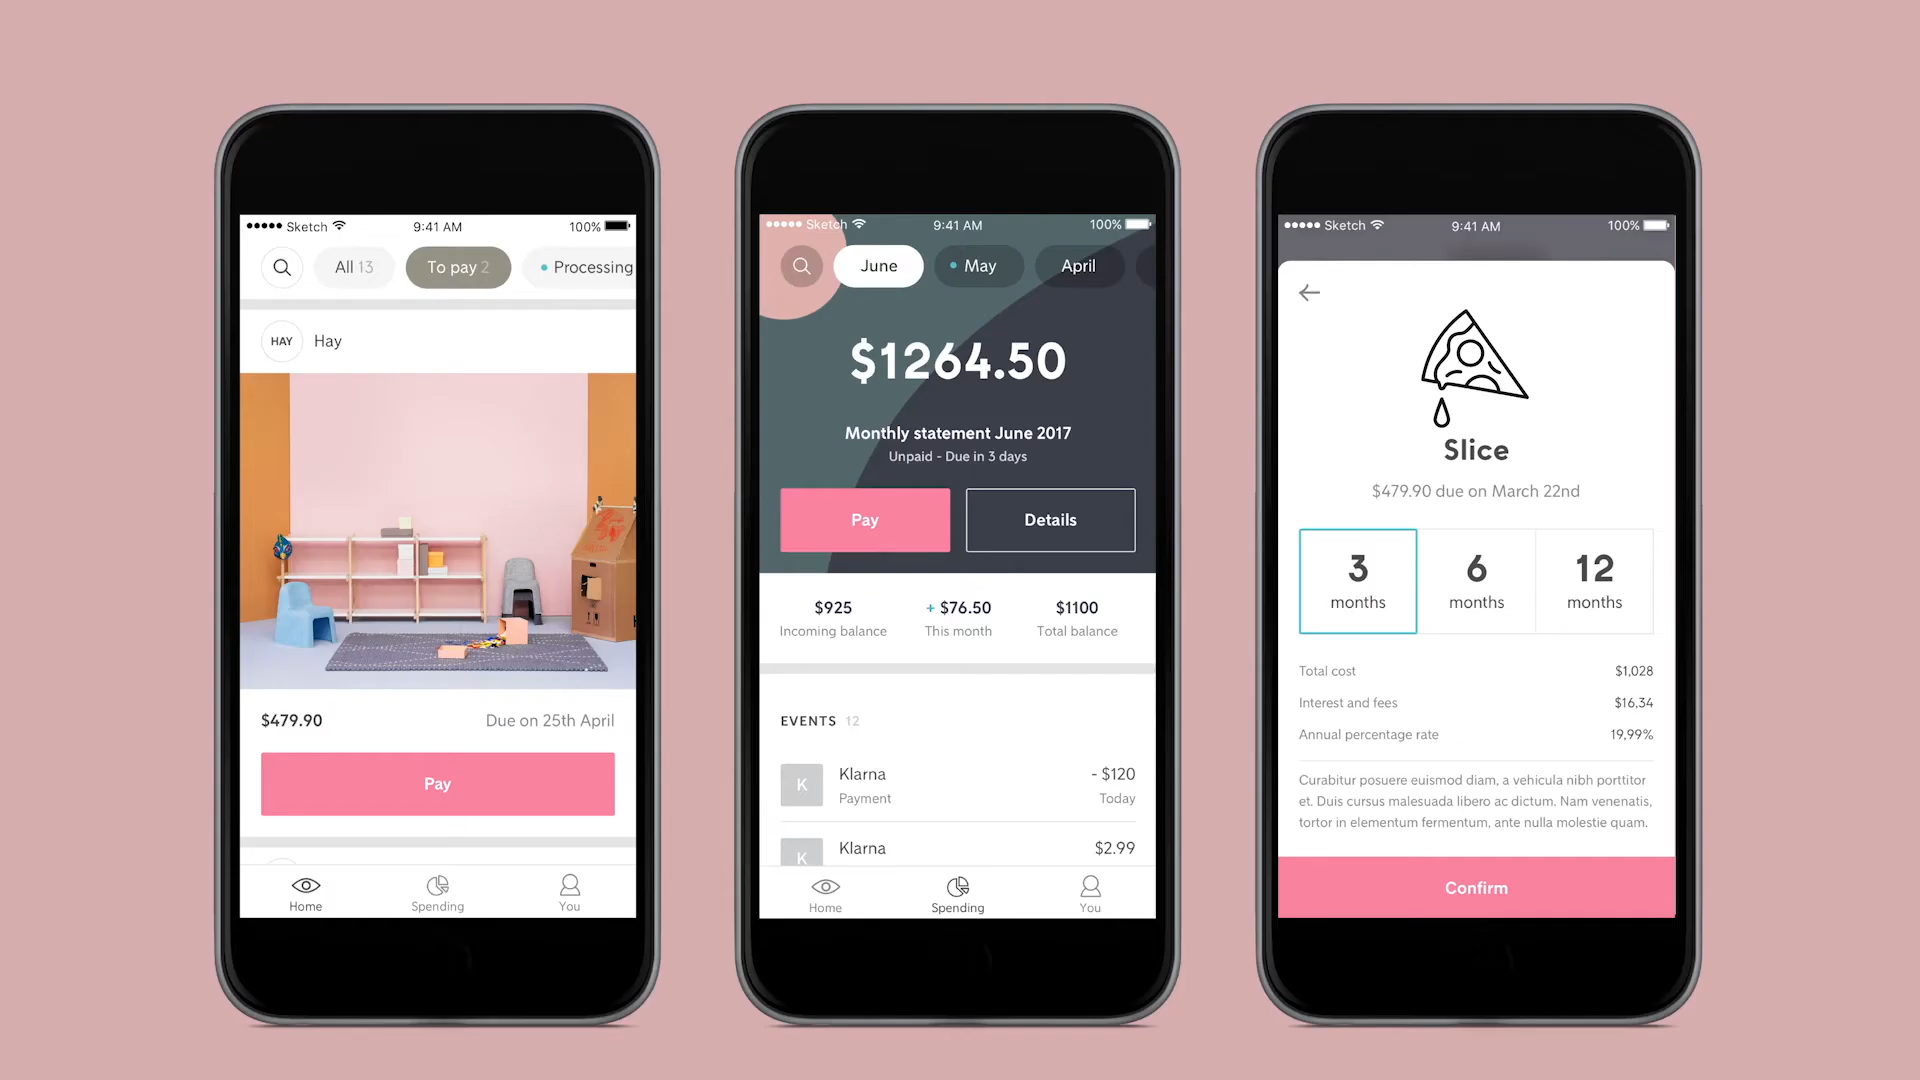 Sketch 9:41 AM 100%
All 13 To pay 2 Processing
HAY Hay
$479.90 Due on 25th April
Pay
Home Spending You
Sketch 9:41 AM 100%
June May April
$1264.50
Monthly statement June 2017
Unpaid - Due in 3 days
Pay Details
$925 + $76.50 $1100
Incoming balance This month Total balance
EVENTS 12
K Klarna - $120
Payment Today
K Klarna $2.99
Home Spending You
Sketch 9:41 AM 100%
Slice
$479.90 due on March 22nd
3 6 12
months months months
Total cost $1,028
Interest and fees $16,34
Annual percentage rate 19,99%
Curabitur posuere euismod diam, a vehicula nibh porttitor
et. Duis cursus malesuada libero ac dictum. Nam venenatis,
tortor in elementum fermentum, ante nulla molestie quam.
Confirm